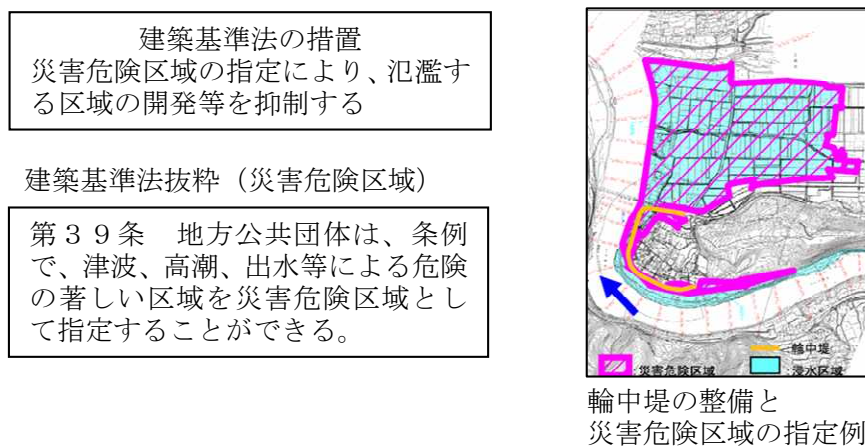 建築基準法の措置
災害危険区域の指定により、氾濫す
る区域の開発等を抑制する
建築基準法抜粋（災害危険区域）
第３９条　地方公共団体は、条例
で、津波、高潮、出水等による危険
の著しい区域を災害危険区域とし
て指定することができる。
輪中堤
災害危険区域
浸水区域
輪中堤の整備と
災害危険区域の指定例